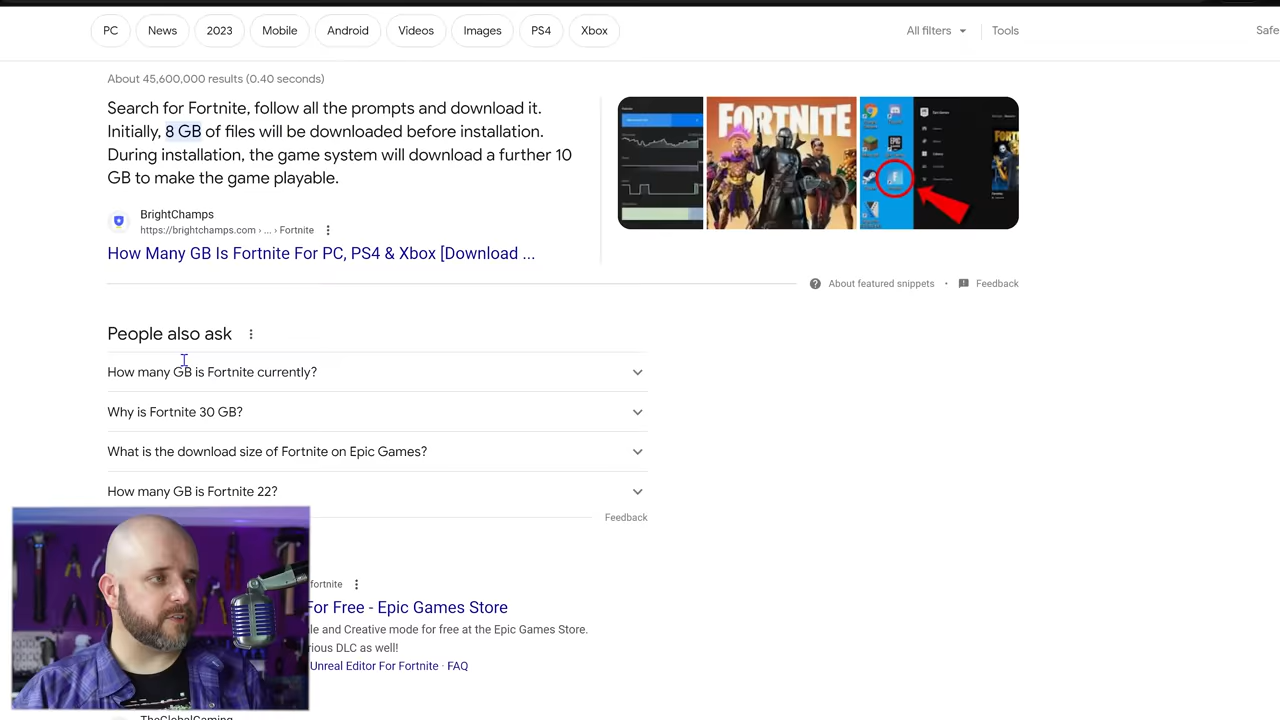 PC
News
2023
Mobile
Android
Videos
Images
PS4
Xbox
All filters
Tools
Safe
About 45,600,000 results (0.40 seconds)
Search for Fortnite, follow all the prompts and download it.
Initially, 8 GB of files will be downloaded before installation.
During installation, the game system will download a further 10
GB to make the game playable.
FORTNITE
BrightChamps
https://brightchamps.com › ... › Fortnite
How Many GB Is Fortnite For PC, PS4 & Xbox [Download ...
About featured snippets • Feedback
People also ask
How many GB is Fortnite currently?
Why is Fortnite 30 GB?
What is the download size of Fortnite on Epic Games?
How many GB is Fortnite 22?
Feedback
fortnite
For Free - Epic Games Store
le and Creative mode for free at the Epic Games Store.
rious DLC as well!
Unreal Editor For Fortnite · FAQ
TheGlobalGaming